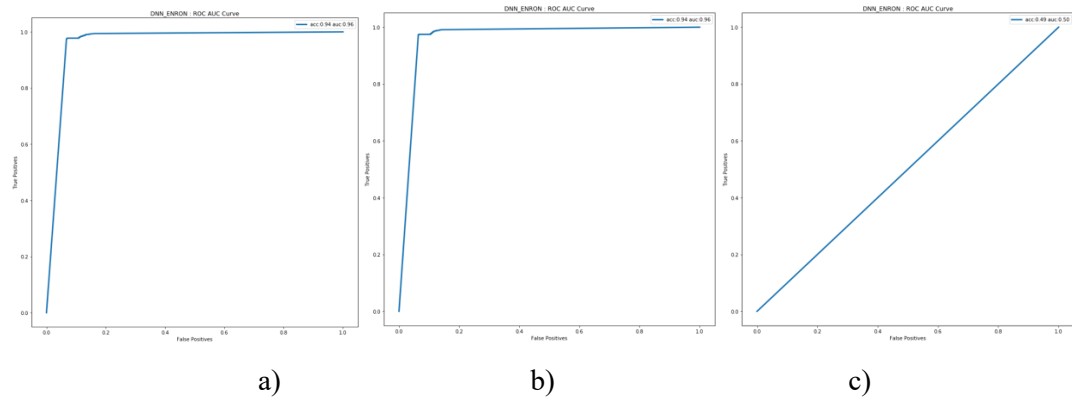 DNN_ENRON : ROC AUC Curve
acc:0.94 auc:0.96
1.0
0.8
0.6
0.4
0.2
0.0
True Positives
0.0 0.2 0.4 0.6 0.8 1.0
False Positives
a)
DNN_ENRON : ROC AUC Curve
acc:0.94 auc:0.96
1.0
0.8
0.6
0.4
0.2
0.0
True Positives
0.0 0.2 0.4 0.6 0.8 1.0
False Positives
b)
DNN_ENRON : ROC AUC Curve
acc:0.49 auc:0.50
1.0
0.8
0.6
0.4
0.2
0.0
True Positives
0.0 0.2 0.4 0.6 0.8 1.0
False Positives
c)